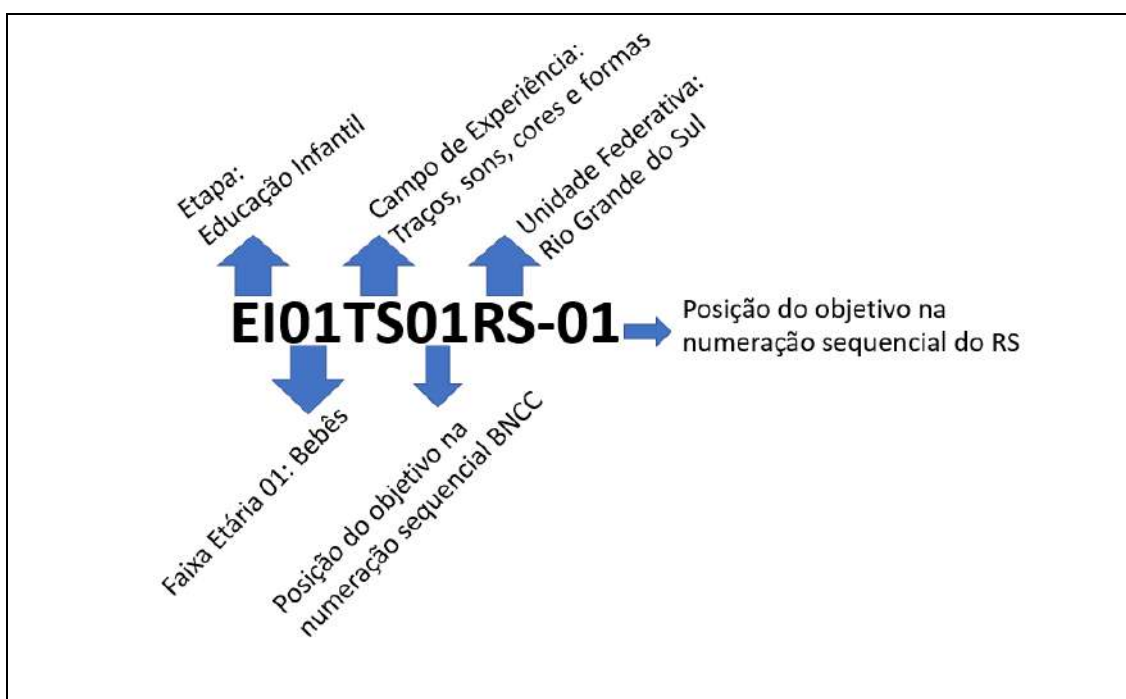 Etapa:
Educação Infantil
Campo de Experiência:
Traços, sons, cores e formas
Unidade Federativa:
Rio Grande do Sul
EI01TS01RS-01
Posição do objetivo na
numeração sequencial do RS
Faixa Etária 01: Bebês
Posição do objetivo na
numeração sequencial BNCC